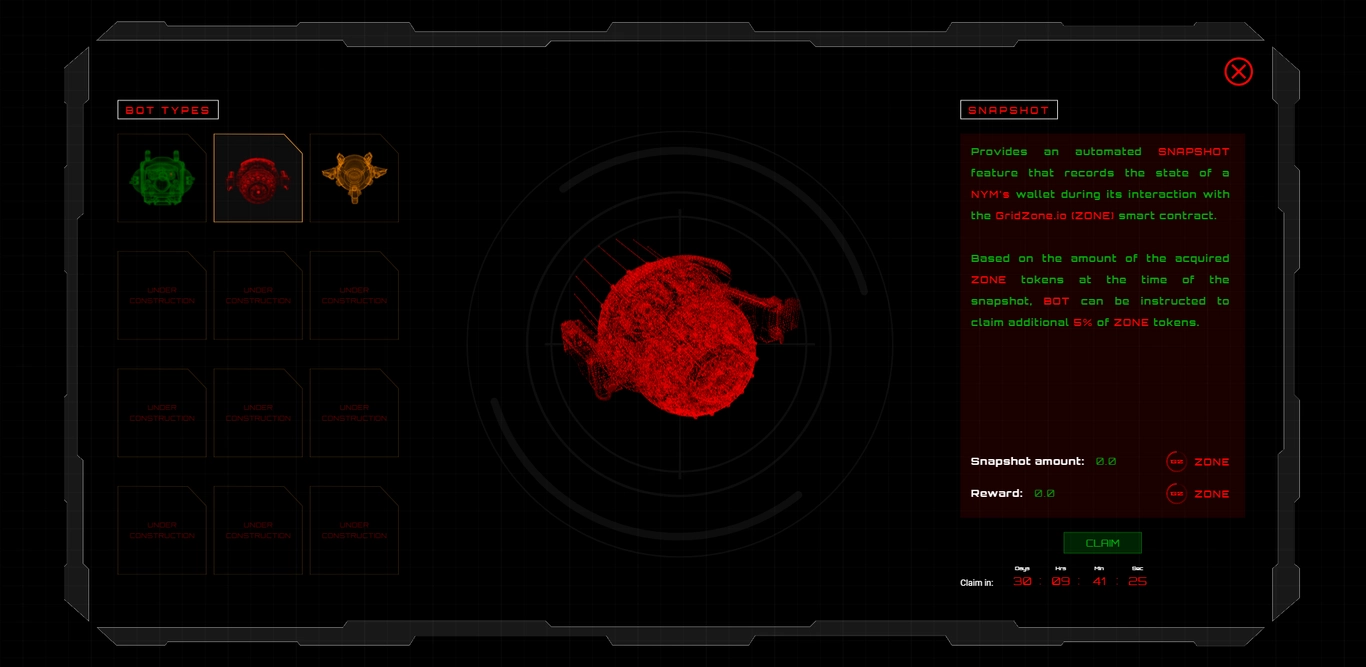 BOT TYPES
UNDER
CONSTRUCTION
UNDER
CONSTRUCTION
UNDER
CONSTRUCTION
UNDER
CONSTRUCTION
UNDER
CONSTRUCTION
UNDER
CONSTRUCTION
UNDER
CONSTRUCTION
UNDER
CONSTRUCTION
UNDER
CONSTRUCTION
SNAPSHOT
Provides an automated SNAPSHOT
feature that records the state of a
NYM's wallet during its interaction with
the GridZone.io (ZONE) smart contract.
Based on the amount of the acquired
ZONE tokens at the time of the
snapshot, BOT can be instructed to
claim additional 5% of ZONE tokens.
Snapshot amount: 0.0 ZONE
Reward: 0.0 ZONE
CLAIM
Days Hrs Min Sec
Claim in: 30 : 09 : 41 : 25